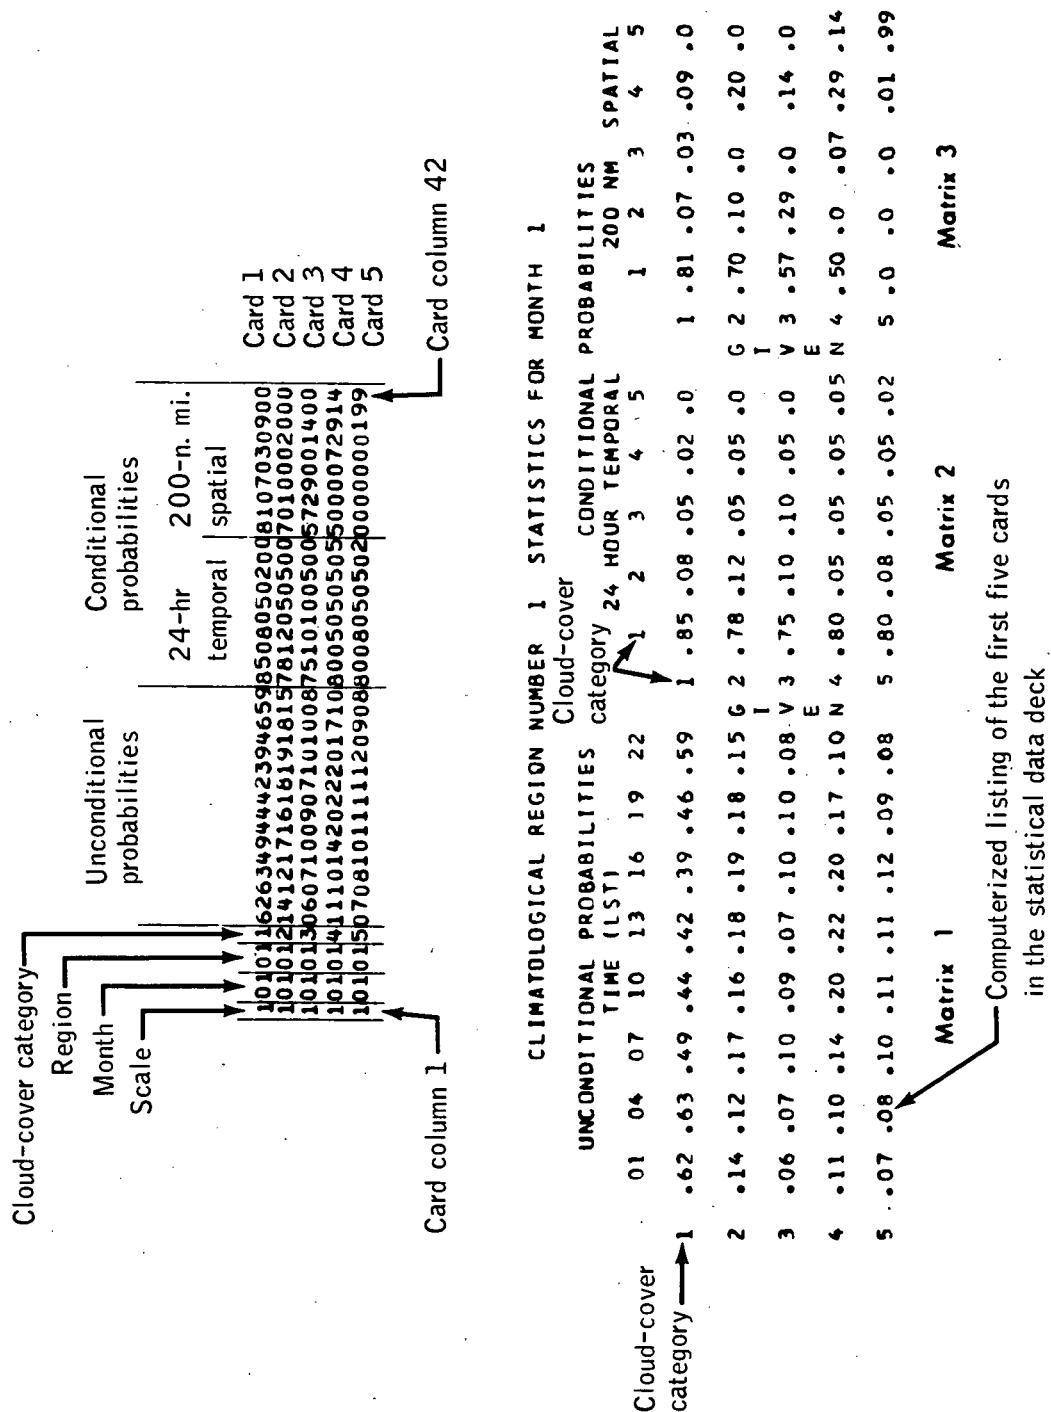 Cloud-cover category
Region
Month
Scale
Unconditional probabilities
Conditional probabilities
24-hr temporal
200-n. mi. spatial
101011626349444239465985080502008107030900 Card 1
101012141217161819181578120505007010002000 Card 2
101013060710090710100875101005005729001400 Card 3
101014111014202220171080050505055000072914 Card 4
101015070810111112090880080505020000000199 Card 5
Card column 1
Card column 42
CLIMATOLOGICAL REGION NUMBER 1 STATISTICS FOR MONTH 1
Cloud-cover category
UNCONDITIONAL PROBABILITIES CONDITIONAL PROBABILITIES
TIME (LST) 24 HOUR TEMPORAL 200 NM SPATIAL
Cloud-cover category
01 04 07 10 13 16 19 22 1 2 3 4 5 1 2 3 4 5
1 .62 .63 .49 .44 .42 .39 .46 .59 1 .85 .08 .05 .02 .0 1 .81 .07 .03 .09 .0
2 .14 .12 .17 .16 .18 .19 .18 .15 G 2 .78 .12 .05 .05 .0 G 2 .70 .10 .0 .20 .0
I I
3 .06 .07 .10 .09 .07 .10 .10 .08 V 3 .75 .10 .10 .05 .0 V 3 .57 .29 .0 .14 .0
E E
4 .11 .10 .14 .20 .22 .20 .17 .10 N 4 .80 .05 .05 .05 .05 N 4 .50 .0 .07 .29 .14
5 .07 .08 .10 .11 .11 .12 .09 .08 5 .80 .08 .05 .05 .02 5 .0 .0 .0 .01 .99
Matrix 1 Matrix 2 Matrix 3
Computerized listing of the first five cards
in the statistical data deck